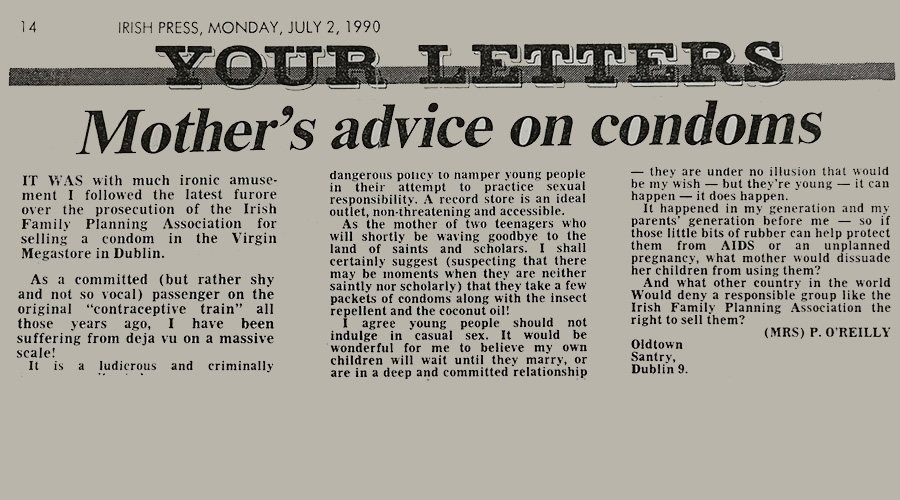 14
IRISH PRESS, MONDAY, JULY 2, 1990
YOUR LETTERS
Mother's advice on condoms
IT WAS with much ironic amuse-
ment I followed the latest furore
over the prosecution of the Irish
Family Planning Association for
selling a condom in the Virgin
Megastore in Dublin.
As a committed (but rather shy
and not so vocal) passenger on the
original "contraceptive train" all
those years ago, I have been
suffering from deja vu on a massive
scale!
It is a ludicrous and criminally
dangerous policy to hamper young people
in their attempt to practice sexual
responsibility. A record store is an ideal
outlet, non-threatening and accessible.
As the mother of two teenagers who
will shortly be waving goodbye to the
land of saints and scholars. I shall
certainly suggest (suspecting that there
may be moments when they are neither
saintly nor scholarly) that they take a few
packets of condoms along with the insect
repellent and the coconut oil!
I agree young people should not
indulge in casual sex. It would be
wonderful for me to believe my own
children will wait until they marry, or
are in a deep and committed relationship
— they are under no illusion that would
be my wish — but they're young — it can
happen — it does happen.
It happened in my generation and my
parents' generation before me — so if
those little bits of rubber can help protect
them from AIDS or an unplanned
pregnancy, what mother would dissuade
her children from using them?
And what other country in the world
Would deny a responsible group like the
Irish Family Planning Association the
right to sell them?
(MRS) P. O'REILLY
Oldtown
Santry,
Dublin 9.